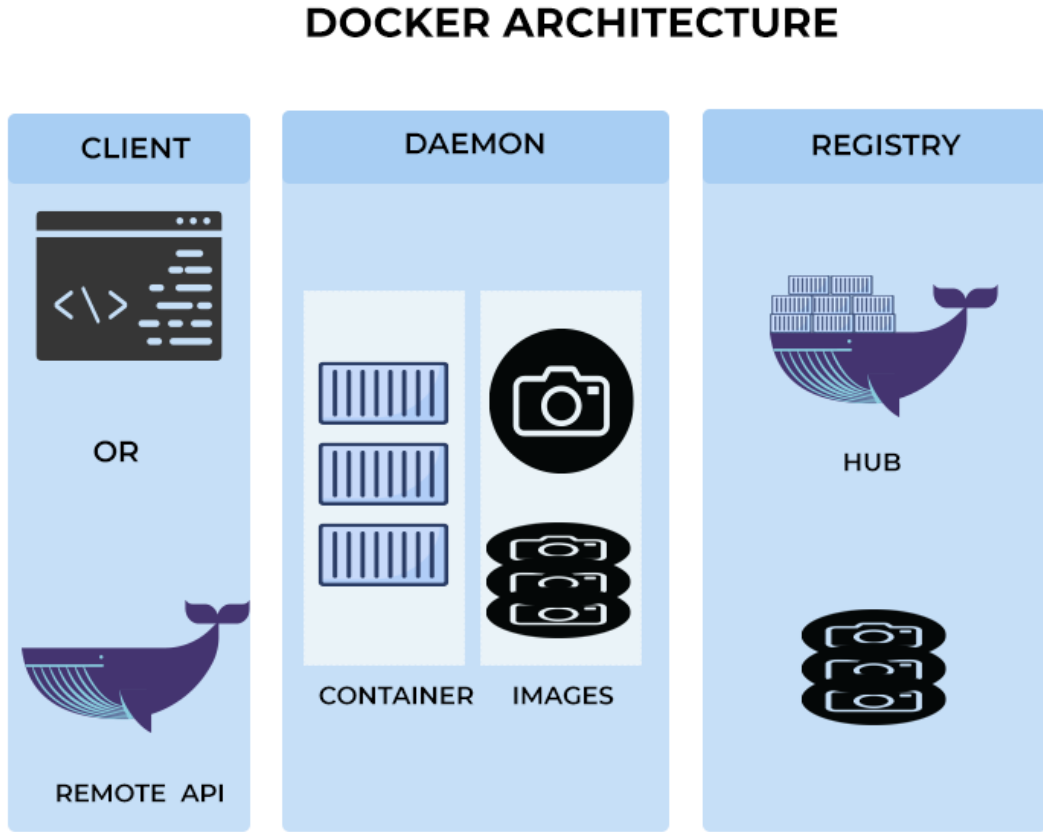 DOCKER ARCHITECTURE
CLIENT
</>
OR
REMOTE API
DAEMON
CONTAINER
IMAGES
REGISTRY
HUB